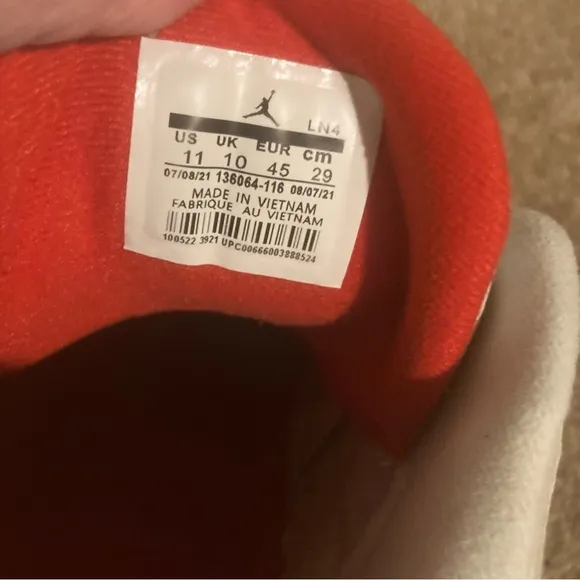 LN4
US UK EUR cm
11 10 45 29
07/08/21 136064-116 08/07/21
MADE IN VIETNAM
FABRIQUE AU VIETNAM
100522 3921 UPC00666003888524